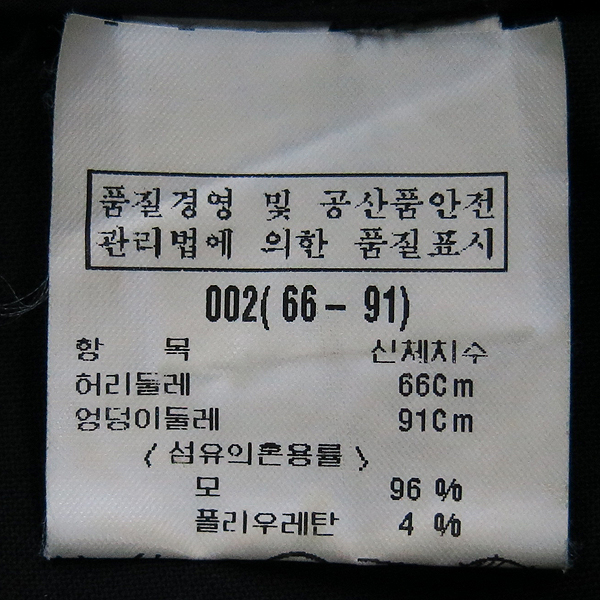 품질경영 및 공산품안전
관리법에 의한 품질표시
002( 66 - 91)
항 목 신체치수
허리둘레 66Cm
엉덩이둘레 91Cm
〈 섬유의혼용률 〉
모 96 %
폴리우레탄 4 %